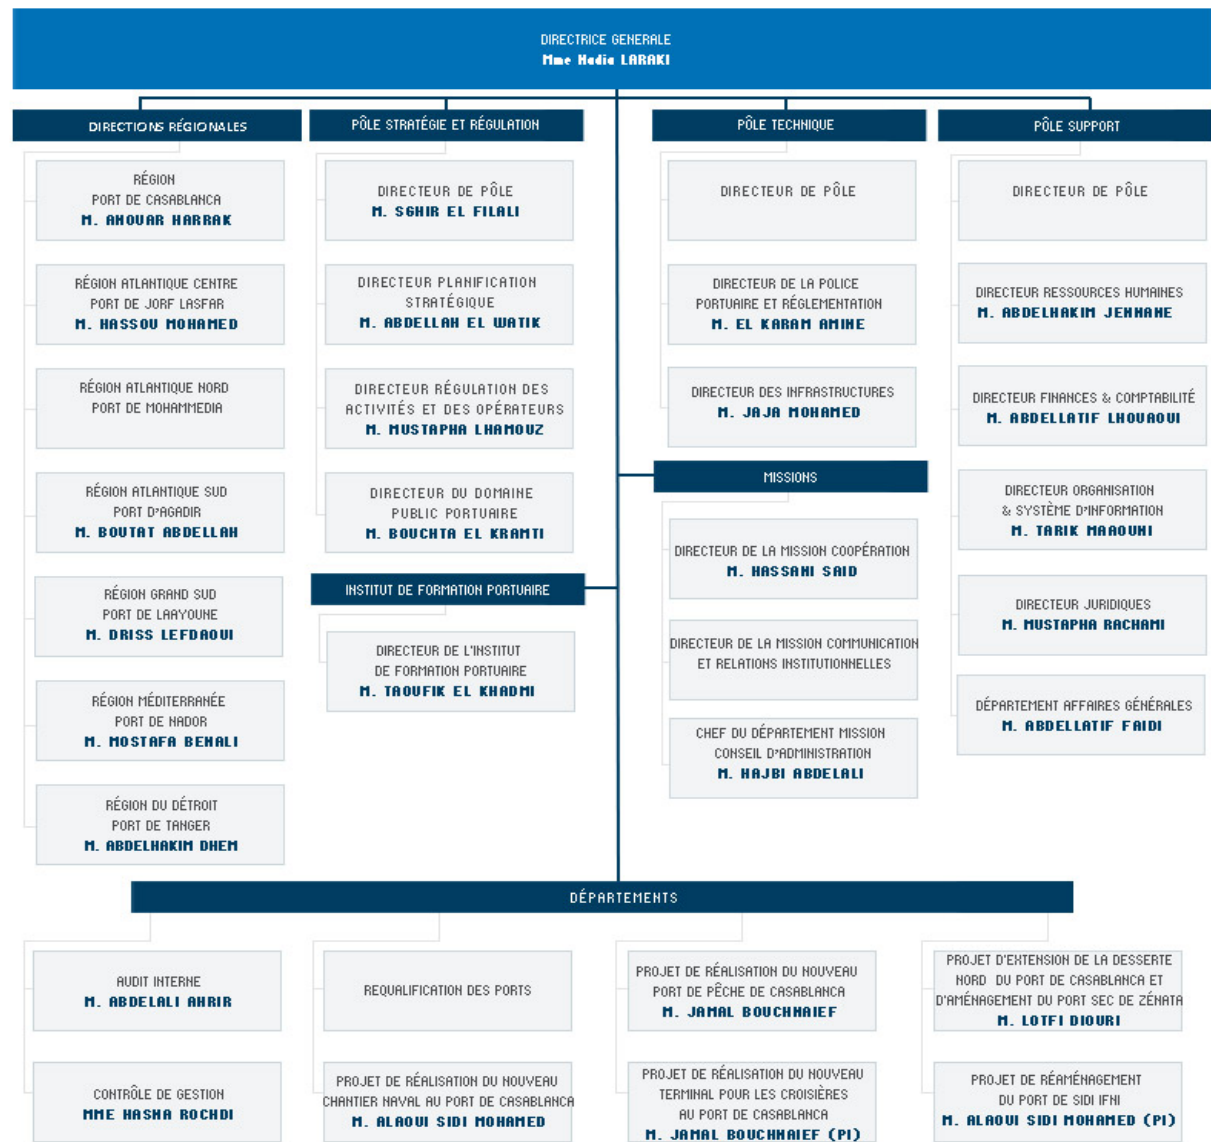 DIRECTRICE GENERALE
Mme Nadia LARAKI
DIRECTIONS RÉGIONALES
RÉGION
PORT DE CASABLANCA
M. ANOUAR HARRAK
RÉGION ATLANTIQUE CENTRE
PORT DE JORF LASFAR
M. HASSOU MOHAMED
RÉGION ATLANTIQUE NORD
PORT DE MOHAMMEDIA
RÉGION ATLANTIQUE SUD
PORT D'AGADIR
M. BOUTAT ABDELLAH
RÉGION GRAND SUD
PORT DE LAAYOUNE
M. DRISS LEFDAOUI
RÉGION MÉDITERRANÉE
PORT DE NADOR
M. MOSTAFA BENALI
RÉGION DU DÉTROIT
PORT DE TANGER
M. ABDELHAKIM DHEM
PÔLE STRATÉGIE ET RÉGULATION
DIRECTEUR DE PÔLE
M. SGHIR EL FILALI
DIRECTEUR PLANIFICATION
STRATÉGIQUE
M. ABDELLAH EL WATIK
DIRECTEUR RÉGULATION DES
ACTIVITÉS ET DES OPÉRATEURS
M. MUSTAPHA LHAMOUZ
DIRECTEUR DU DOMAINE
PUBLIC PORTUAIRE
M. BOUCHTA EL KRAMTI
INSTITUT DE FORMATION PORTUAIRE
DIRECTEUR DE L'INSTITUT
DE FORMATION PORTUAIRE
M. TAOUFIK EL KHADMI
PÔLE TECHNIQUE
DIRECTEUR DE PÔLE
DIRECTEUR DE LA POLICE
PORTUAIRE ET RÉGLEMENTATION
M. EL KARAM AMINE
DIRECTEUR DES INFRASTRUCTURES
M. JAJA MOHAMED
MISSIONS
DIRECTEUR DE LA MISSION COOPÉRATION
M. HASSANI SAID
DIRECTEUR DE LA MISSION COMMUNICATION
ET RELATIONS INSTITUTIONNELLES
CHEF DU DÉPARTEMENT MISSION
CONSEIL D'ADMINISTRATION
M. HAJBI ABDELALI
PÔLE SUPPORT
DIRECTEUR DE PÔLE
DIRECTEUR RESSOURCES HUMAINES
M. ABDELHAKIM JENNANE
DIRECTEUR FINANCES & COMPTABILITÉ
M. ABDELLATIF LHOUAOUI
DIRECTEUR ORGANISATION
& SYSTÈME D'INFORMATION
M. TARIK MAAOUNI
DIRECTEUR JURIDIQUES
M. MUSTAPHA RACHAMI
DÉPARTEMENT AFFAIRES GÉNÉRALES
M. ABDELLATIF FAIDI
DÉPARTEMENTS
AUDIT INTERNE
M. ABDELALI AHRIR
CONTRÔLE DE GESTION
MME HASNA ROCHDI
REQUALIFICATION DES PORTS
PROJET DE RÉALISATION DU NOUVEAU
CHANTIER NAVAL AU PORT DE CASABLANCA
M. ALAOUI SIDI MOHAMED
PROJET DE RÉALISATION DU NOUVEAU
PORT DE PÊCHE DE CASABLANCA
M. JAMAL BOUCHNAIEF
PROJET DE RÉALISATION DU NOUVEAU
TERMINAL POUR LES CROISIÈRES
AU PORT DE CASABLANCA
M. JAMAL BOUCHNAIEF (PI)
PROJET D'EXTENSION DE LA DESSERTE
NORD DU PORT DE CASABLANCA ET
D'AMÉNAGEMENT DU PORT SEC DE ZÉNATA
M. LOTFI DIOURI
PROJET DE RÉAMÉNAGEMENT
DU PORT DE SIDI IFNI
M. ALAOUI SIDI MOHAMED (PI)